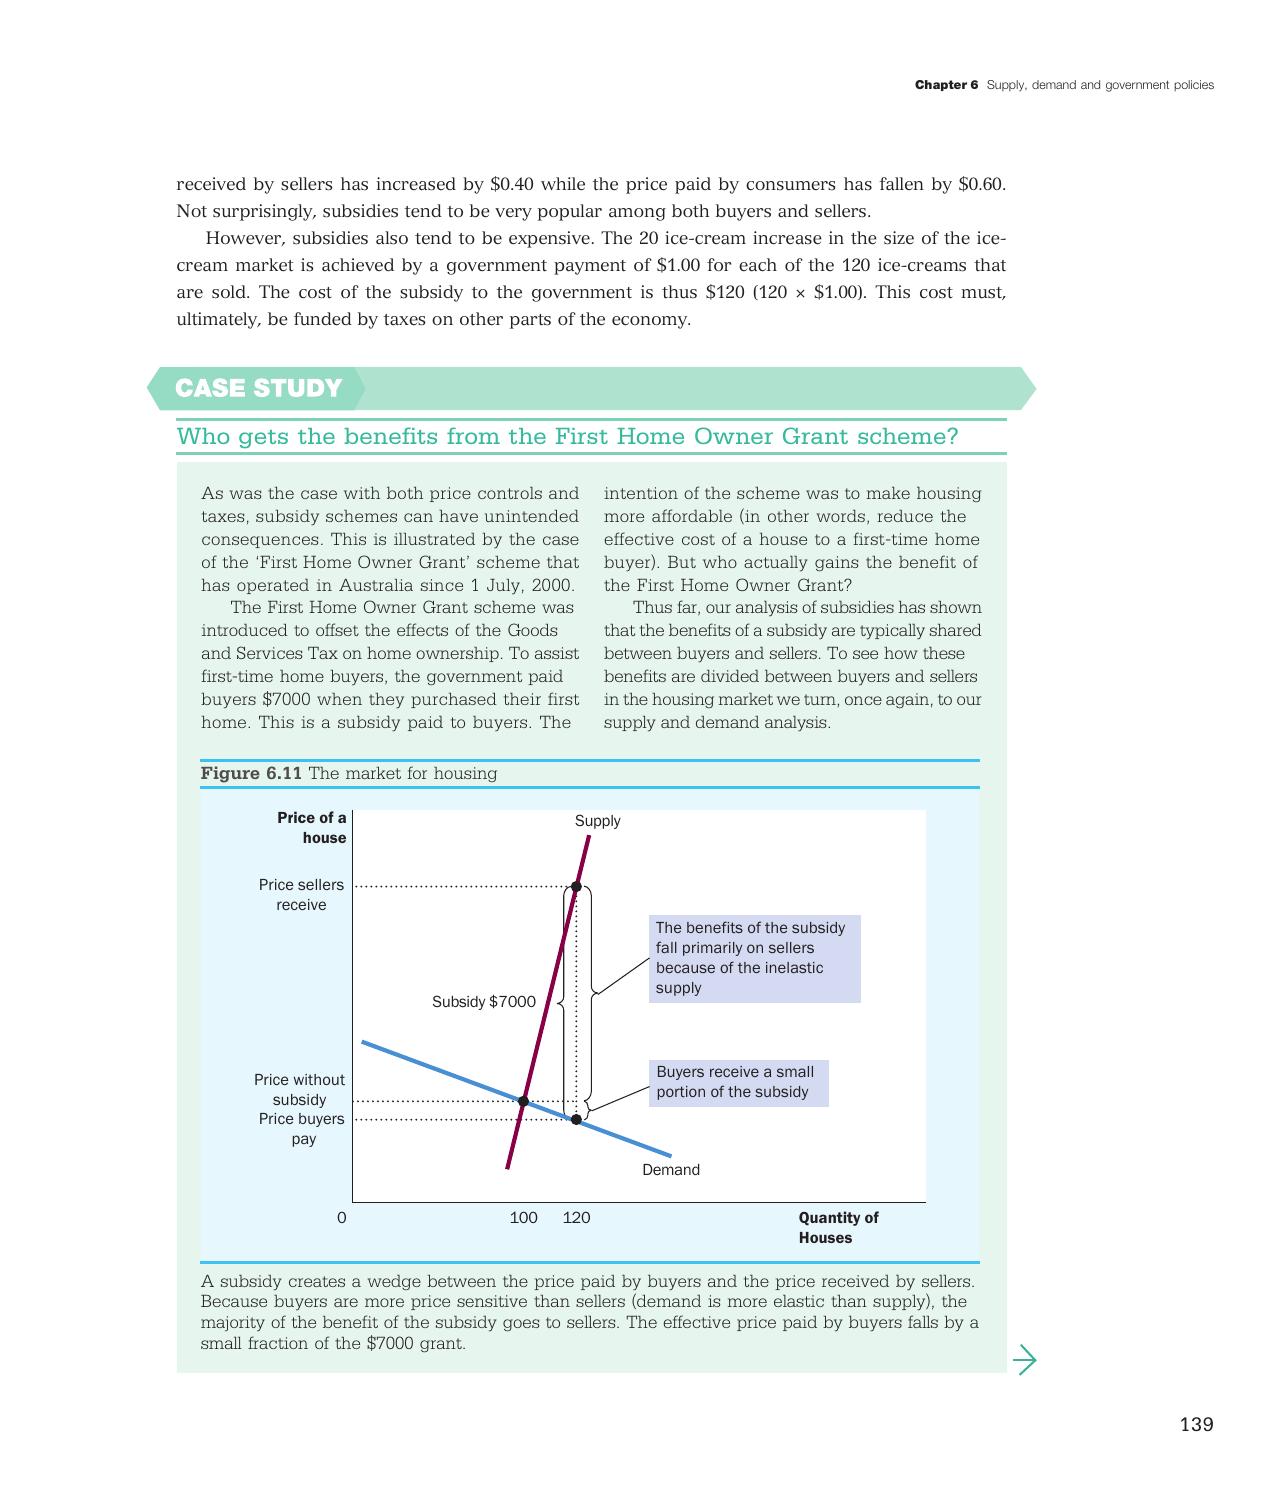 Chapter 6 Supply, demand and government policies
received by sellers has increased by $0.40 while the price paid by consumers has fallen by $0.60.
Not surprisingly, subsidies tend to be very popular among both buyers and sellers.
However, subsidies also tend to be expensive. The 20 ice-cream increase in the size of the ice-
cream market is achieved by a government payment of $1.00 for each of the 120 ice-creams that
are sold. The cost of the subsidy to the government is thus $120 (120 × $1.00). This cost must,
ultimately, be funded by taxes on other parts of the economy.
CASE STUDY
Who gets the benefits from the First Home Owner Grant scheme?
As was the case with both price controls and
taxes, subsidy schemes can have unintended
consequences. This is illustrated by the case
of the ‘First Home Owner Grant’ scheme that
has operated in Australia since 1 July, 2000.
The First Home Owner Grant scheme was
introduced to offset the effects of the Goods
and Services Tax on home ownership. To assist
first-time home buyers, the government paid
buyers $7000 when they purchased their first
home. This is a subsidy paid to buyers. The
intention of the scheme was to make housing
more affordable (in other words, reduce the
effective cost of a house to a first-time home
buyer). But who actually gains the benefit of
the First Home Owner Grant?
Thus far, our analysis of subsidies has shown
that the benefits of a subsidy are typically shared
between buyers and sellers. To see how these
benefits are divided between buyers and sellers
in the housing market we turn, once again, to our
supply and demand analysis.
Figure 6.11 The market for housing
Price of a
house
Supply
Price sellers
receive
The benefits of the subsidy
fall primarily on sellers
because of the inelastic
supply
Subsidy $7000
Price without
subsidy
Price buyers
pay
Buyers receive a small
portion of the subsidy
Demand
0
100
120
Quantity of
Houses
A subsidy creates a wedge between the price paid by buyers and the price received by sellers.
Because buyers are more price sensitive than sellers (demand is more elastic than supply), the
majority of the benefit of the subsidy goes to sellers. The effective price paid by buyers falls by a
small fraction of the $7000 grant.
139